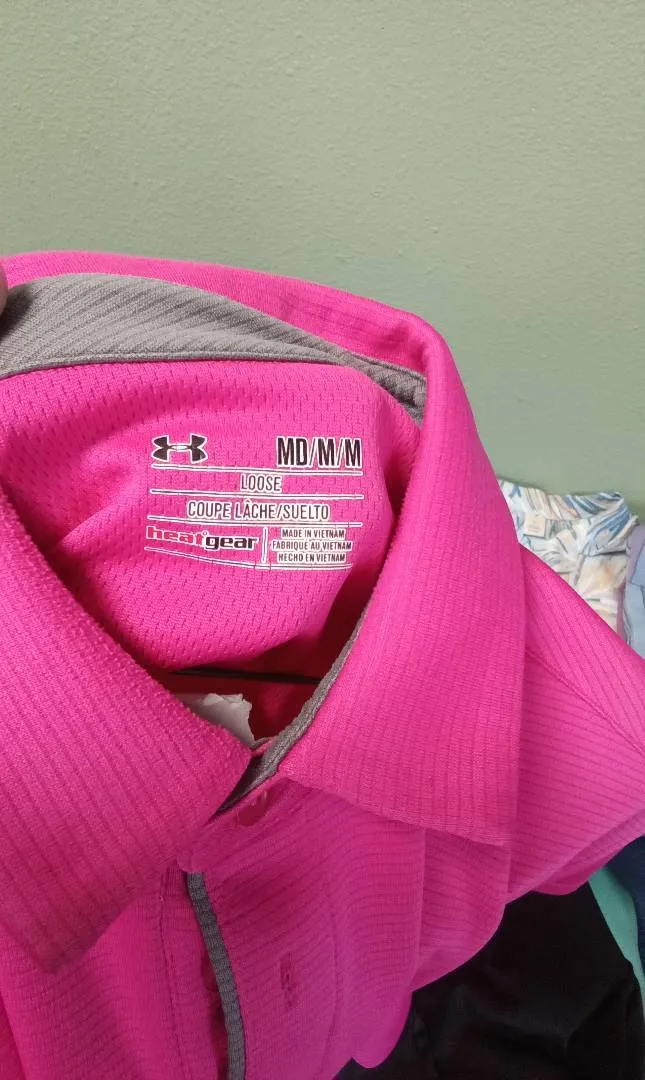 MD/M/M
LOOSE
COUPE LÂCHE/SUELTO
heatgear
MADE IN VIETNAM
FABRIQUÉ AU VIETNAM
HECHO EN VIETNAM